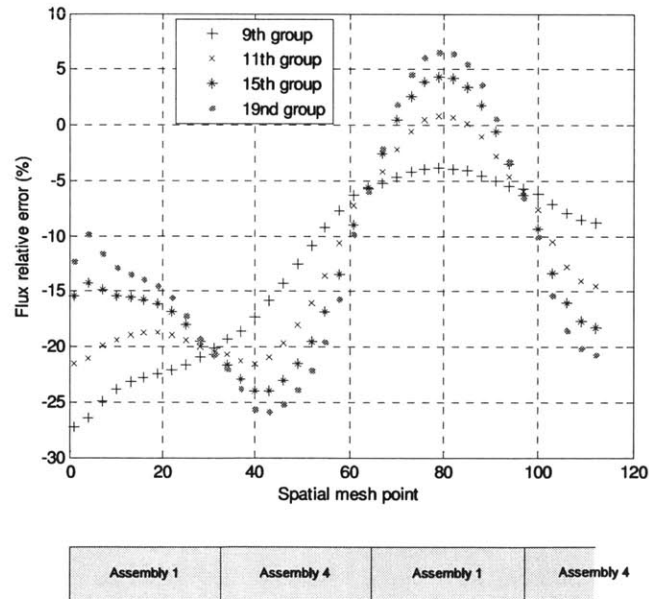 10
5
0
-5
-10
-15
-20
-25
-30
Flux relative error (%)
9th group
11th group
15th group
19nd group
0 20 40 60 80 100 120
Spatial mesh point
Assembly 1 Assembly 4 Assembly 1 Assembly 4